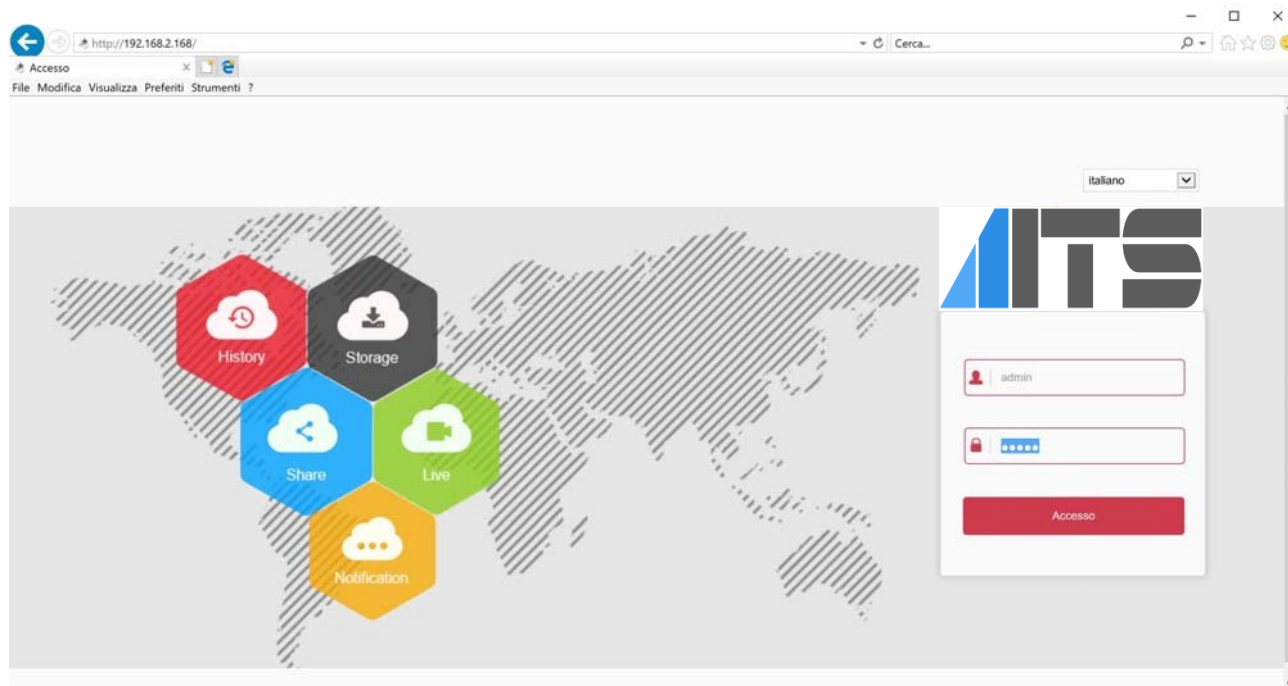 http://192.168.2.168/
Cerca...
Accesso
File Modifica Visualizza Preferiti Strumenti ?
italiano
AITS
History
Storage
admin
Share
Live
Accesso
Notification